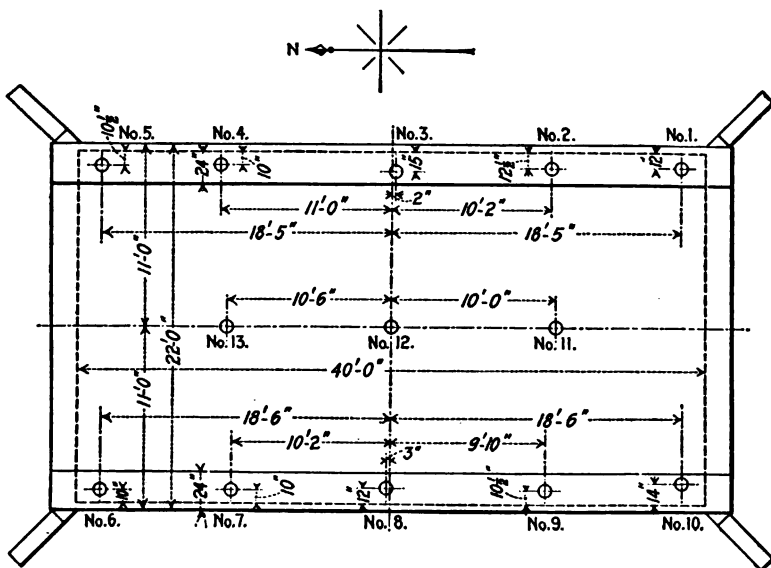 N
No.5. No.4. No.3. No.2. No.1.
10½" 24" 10" 15" 12½" 12"
2"
11'-0" 10'-2"
18'-5" 18'-5"
11'-0" 22'-0"
10'-6" 10'-0"
No.13. No.12. No.11.
40'-0"
11'-0"
18'-6" 18'-6"
10'-2" 9'-10"
3"
24" 10" 12" 10½" 14"
No.6. No.7. No.8. No.9. No.10.